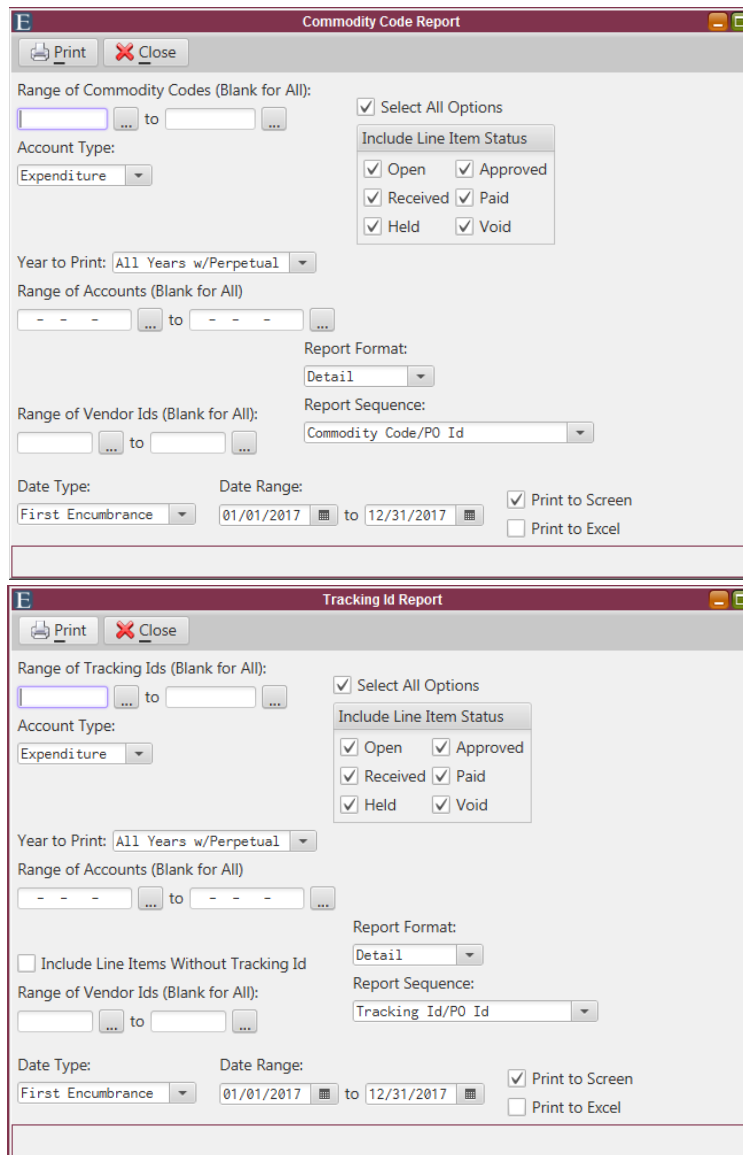 E Commodity Code Report
Print Close
Range of Commodity Codes (Blank for All):
... to ...
Select All Options
Include Line Item Status
Account Type:
Open Approved
Expenditure
Received Paid
Held Void
Year to Print: All Years w/Perpetual
Range of Accounts (Blank for All)
- - - ... to - - - ...
Report Format:
Detail
Range of Vendor Ids (Blank for All):
Report Sequence:
... to ...
Commodity Code/PO Id
Date Type: Date Range:
Print to Screen
First Encumbrance 01/01/2017 to 12/31/2017
Print to Excel
E Tracking Id Report
Print Close
Range of Tracking Ids (Blank for All):
... to ...
Select All Options
Include Line Item Status
Account Type:
Open Approved
Expenditure
Received Paid
Held Void
Year to Print: All Years w/Perpetual
Range of Accounts (Blank for All)
- - - ... to - - - ...
Report Format:
Include Line Items Without Tracking Id
Detail
Range of Vendor Ids (Blank for All):
Report Sequence:
... to ...
Tracking Id/PO Id
Date Type: Date Range:
Print to Screen
First Encumbrance 01/01/2017 to 12/31/2017
Print to Excel